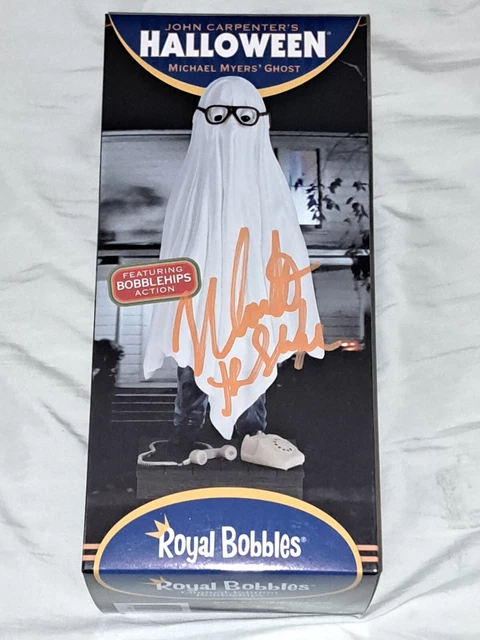 JOHN CARPENTER'S
HALLOWEEN®
MICHAEL MYERS' GHOST
FEATURING
BOBBLEHIPS
ACTION
Royal Bobbles®
Royal Bobbles